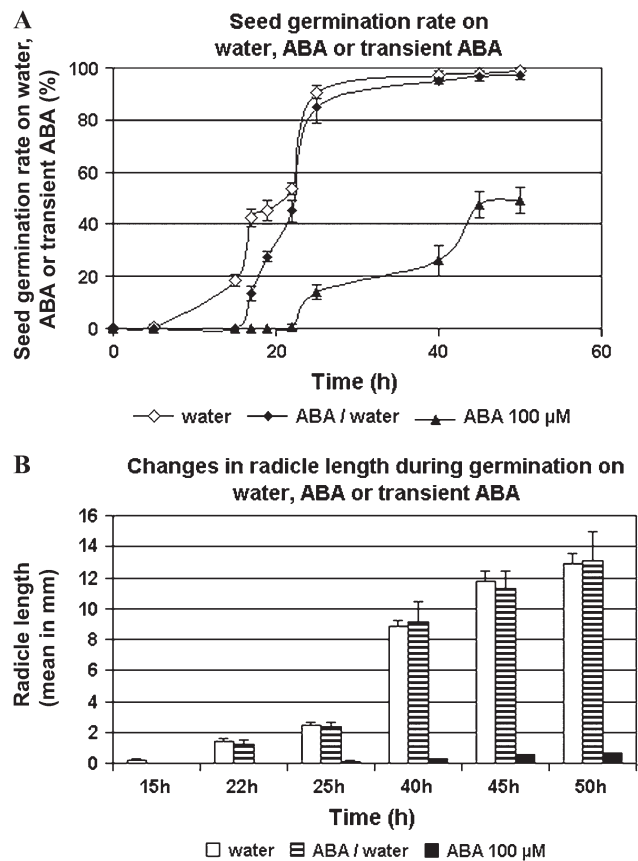 A
Seed germination rate on
water, ABA or transient ABA
Seed germination rate on water,
ABA or transient ABA (%)
100
80
60
40
20
0
0 20 40 60
Time (h)
water ABA / water ABA 100 µM
B
Changes in radicle length during germination on
water, ABA or transient ABA
Radicle length
(mean in mm)
16
14
12
10
8
6
4
2
0
15h 22h 25h 40h 45h 50h
Time (h)
water ABA / water ABA 100 µM